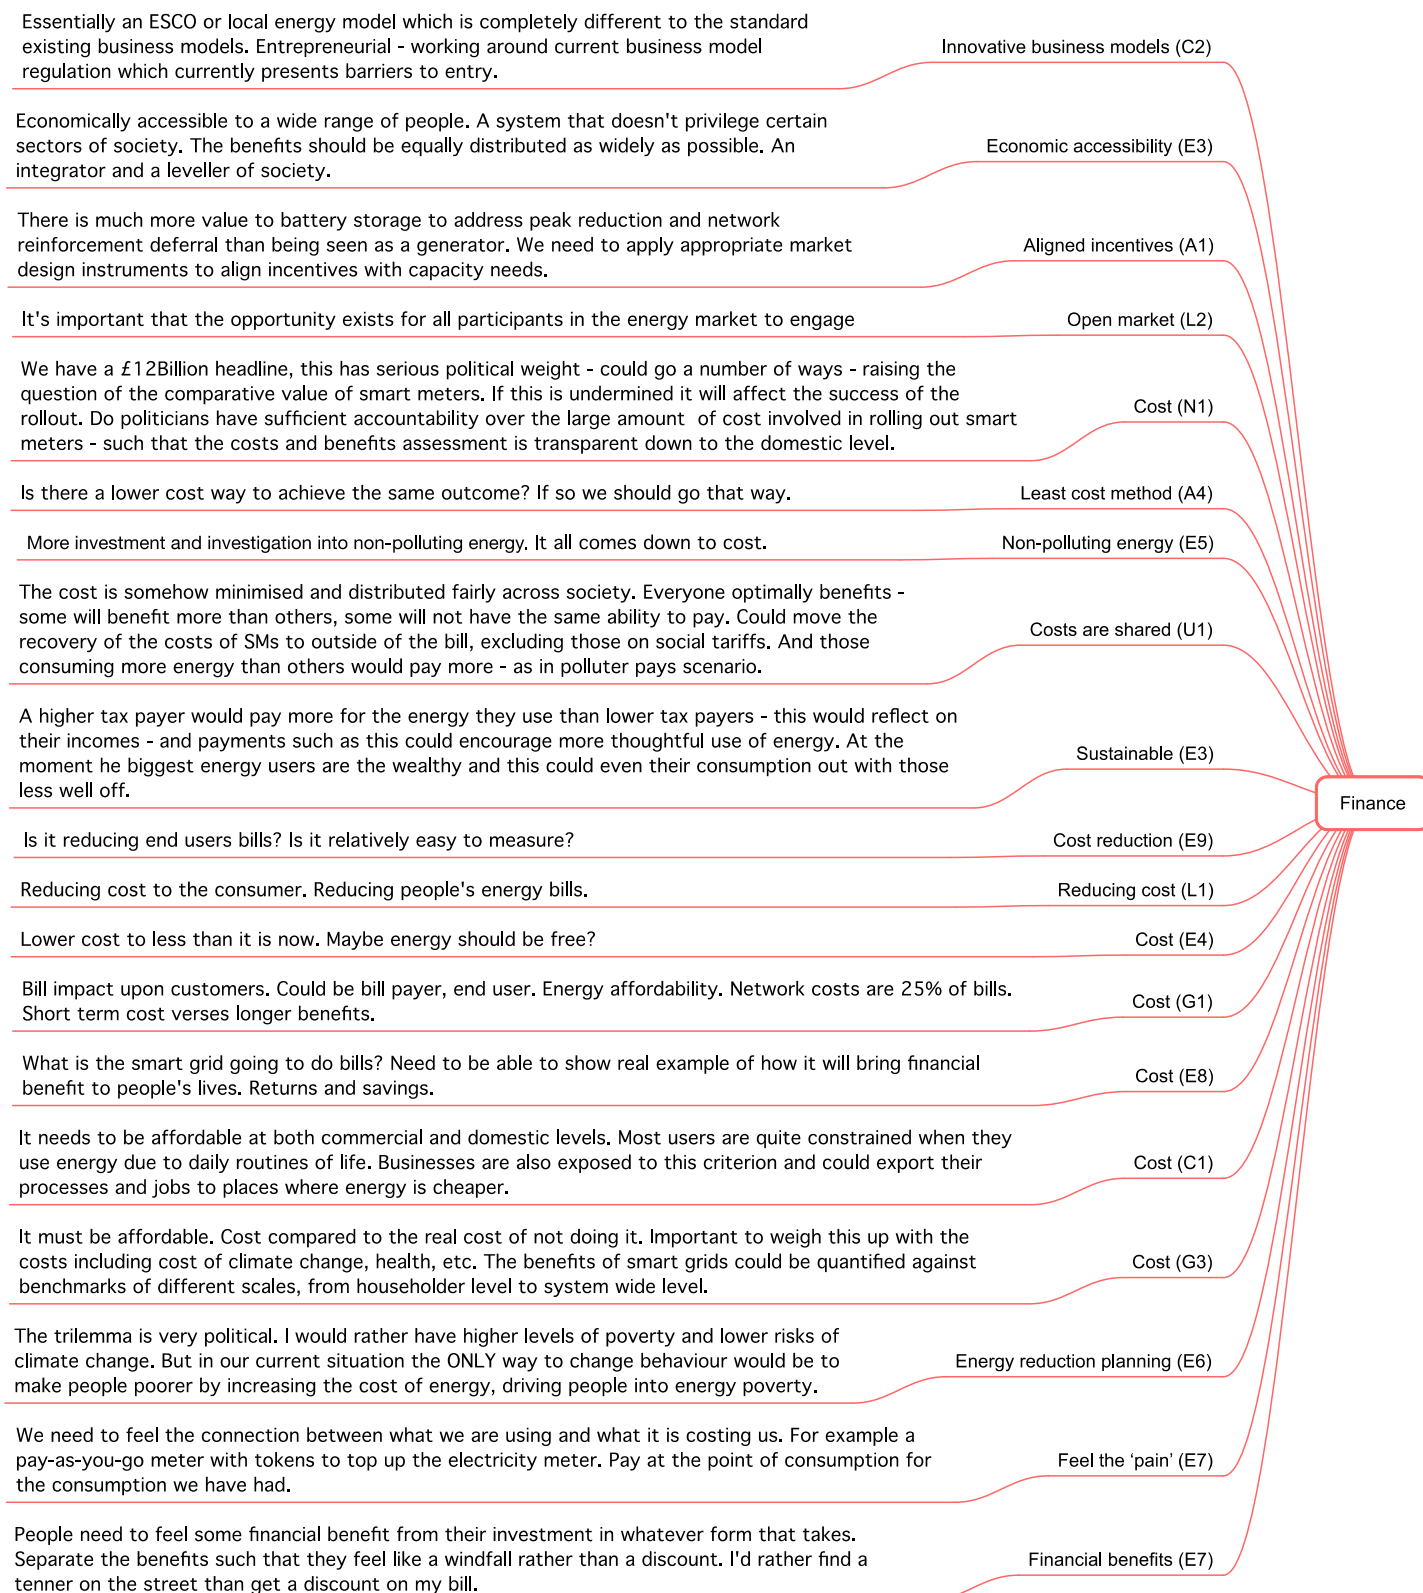 Essentially an ESCO or local energy model which is completely different to the standard
existing business models. Entrepreneurial - working around current business model
regulation which currently presents barriers to entry.
Innovative business models (C2)
Economically accessible to a wide range of people. A system that doesn't privilege certain
sectors of society. The benefits should be equally distributed as widely as possible. An
integrator and a leveller of society.
Economic accessibility (E3)
There is much more value to battery storage to address peak reduction and network
reinforcement deferral than being seen as a generator. We need to apply appropriate market
design instruments to align incentives with capacity needs.
Aligned incentives (A1)
It's important that the opportunity exists for all participants in the energy market to engage
Open market (L2)
We have a £12Billion headline, this has serious political weight - could go a number of ways - raising the
question of the comparative value of smart meters. If this is undermined it will affect the success of the
rollout. Do politicians have sufficient accountability over the large amount  of cost involved in rolling out smart
meters - such that the costs and benefits assessment is transparent down to the domestic level.
Cost (N1)
Is there a lower cost way to achieve the same outcome? If so we should go that way.
Least cost method (A4)
More investment and investigation into non-polluting energy. It all comes down to cost.
Non-polluting energy (E5)
The cost is somehow minimised and distributed fairly across society. Everyone optimally benefits -
some will benefit more than others, some will not have the same ability to pay. Could move the
recovery of the costs of SMs to outside of the bill, excluding those on social tariffs. And those
consuming more energy than others would pay more - as in polluter pays scenario.
Costs are shared (U1)
A higher tax payer would pay more for the energy they use than lower tax payers - this would reflect on
their incomes - and payments such as this could encourage more thoughtful use of energy. At the
moment he biggest energy users are the wealthy and this could even their consumption out with those
less well off.
Sustainable (E3)
Finance
Is it reducing end users bills? Is it relatively easy to measure?
Cost reduction (E9)
Reducing cost to the consumer. Reducing people's energy bills.
Reducing cost (L1)
Lower cost to less than it is now. Maybe energy should be free?
Cost (E4)
Bill impact upon customers. Could be bill payer, end user. Energy affordability. Network costs are 25% of bills.
Short term cost verses longer benefits.
Cost (G1)
What is the smart grid going to do bills? Need to be able to show real example of how it will bring financial
benefit to people's lives. Returns and savings.
Cost (E8)
It needs to be affordable at both commercial and domestic levels. Most users are quite constrained when they
use energy due to daily routines of life. Businesses are also exposed to this criterion and could export their
processes and jobs to places where energy is cheaper.
Cost (C1)
It must be affordable. Cost compared to the real cost of not doing it. Important to weigh this up with the
costs including cost of climate change, health, etc. The benefits of smart grids could be quantified against
benchmarks of different scales, from householder level to system wide level.
Cost (G3)
The trilemma is very political. I would rather have higher levels of poverty and lower risks of
climate change. But in our current situation the ONLY way to change behaviour would be to
make people poorer by increasing the cost of energy, driving people into energy poverty.
Energy reduction planning (E6)
We need to feel the connection between what we are using and what it is costing us. For example a
pay-as-you-go meter with tokens to top up the electricity meter. Pay at the point of consumption for
the consumption we have had.
Feel the ‘pain’ (E7)
People need to feel some financial benefit from their investment in whatever form that takes.
Separate the benefits such that they feel like a windfall rather than a discount. I'd rather find a
tenner on the street than get a discount on my bill.
Financial benefits (E7)